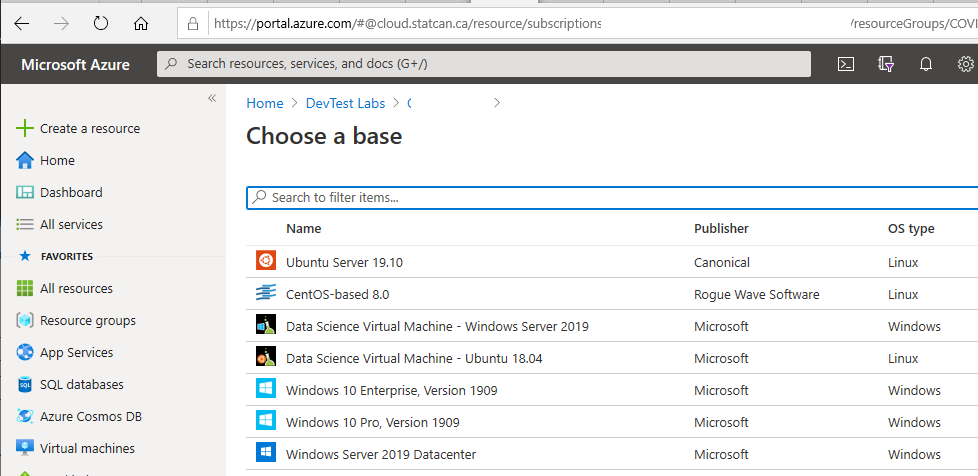 https://portal.azure.com/#@cloud.statcan.ca/resource/subscriptions /resourceGroups/COVI
Microsoft Azure
Search resources, services, and docs (G+/)
Home > DevTest Labs > >
Choose a base
Create a resource
Home
Dashboard
All services
FAVORITES
All resources
Resource groups
App Services
SQL databases
Azure Cosmos DB
Virtual machines
Search to filter items...
Name Publisher OS type
Ubuntu Server 19.10 Canonical Linux
CentOS-based 8.0 Rogue Wave Software Linux
Data Science Virtual Machine - Windows Server 2019 Microsoft Windows
Data Science Virtual Machine - Ubuntu 18.04 Microsoft Linux
Windows 10 Enterprise, Version 1909 Microsoft Windows
Windows 10 Pro, Version 1909 Microsoft Windows
Windows Server 2019 Datacenter Microsoft Windows